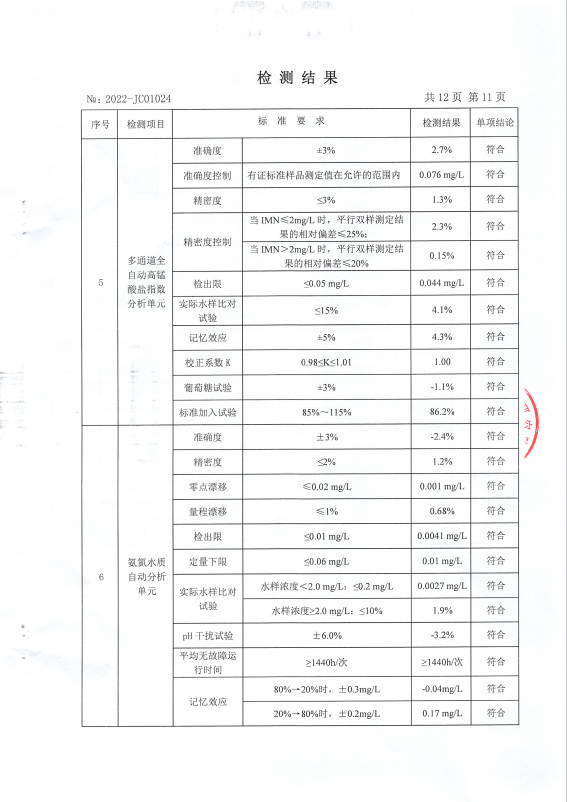 检测结果
№: 2022-JC01024
共 12 页 第 11 页
序号 检测项目 标 准 要 求 检测结果 单项结论
5
多通道全
自动高锰
酸盐指数
分析单元
准确度 ±3% 2.7% 符合
准确度控制 有证标准样品测定值在允许的范围内 0.076 mg/L 符合
精密度 ≤3% 1.3% 符合
精密度控制
当 IMN≤2mg/L 时，平行双样测定结
果的相对偏差≤25%;
2.3% 符合
当 IMN＞2mg/L 时，平行双样测定结
果的相对偏差≤20%
0.15% 符合
检出限 ≤0.05 mg/L 0.044 mg/L 符合
实际水样比对
试验
≤15% 4.1% 符合
记忆效应 ±5% 4.3% 符合
校正系数 K 0.98≤K≤1.01 1.00 符合
葡萄糖试验 ±3% -1.1% 符合
标准加入试验 85%～115% 86.2% 符合
6
氨氮水质
自动分析
单元
准确度 ±3% -2.4% 符合
精密度 ≤2% 1.2% 符合
零点漂移 ≤0.02 mg/L 0.001 mg/L 符合
量程漂移 ≤1% 0.68% 符合
检出限 ≤0.01 mg/L 0.0041 mg/L 符合
定量下限 ≤0.06 mg/L 0.01 mg/L 符合
实际水样比对
试验
水样浓度＜2.0 mg/L: ≤0.2 mg/L 0.0027 mg/L 符合
水样浓度≥2.0 mg/L: ≤10% 1.9% 符合
pH 干扰试验 ±6.0% -3.2% 符合
平均无故障运
行时间
≥1440h/次 ≥1440h/次 符合
记忆效应
80%→20%时，±0.3mg/L -0.04mg/L 符合
20%→80%时，±0.2mg/L 0.17 mg/L 符合